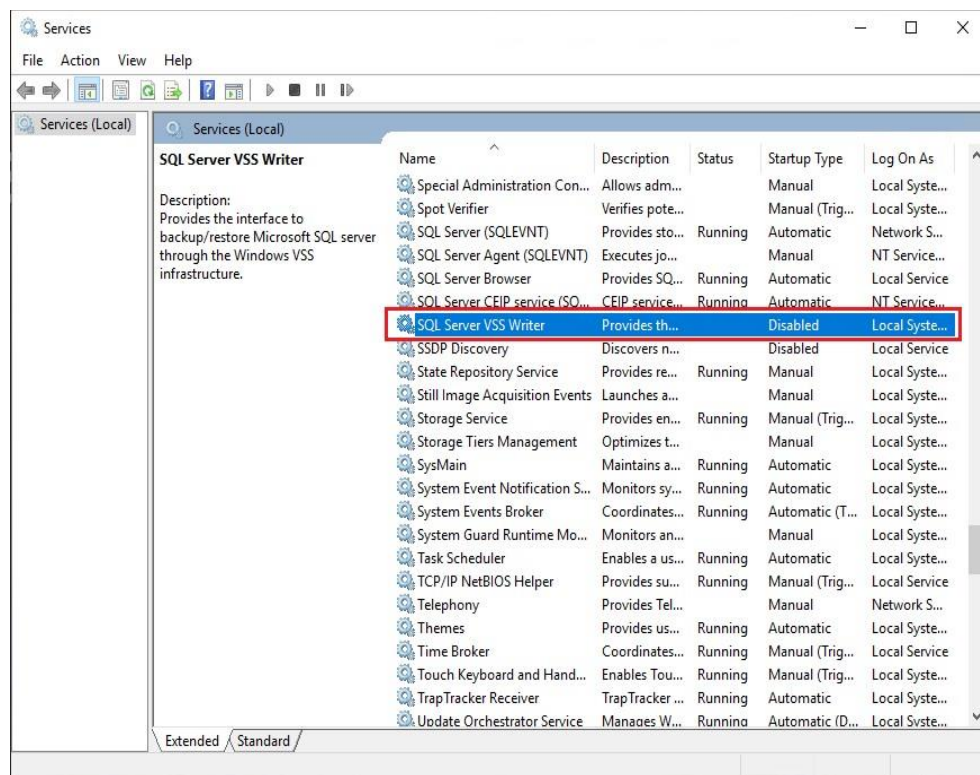 Services
File Action View Help
Services (Local)
Services (Local)
SQL Server VSS Writer
Description:
Provides the interface to
backup/restore Microsoft SQL server
through the Windows VSS
infrastructure.
Name Description Status Startup Type Log On As
Special Administration Con... Allows adm... Manual Local Syste...
Spot Verifier Verifies pote... Manual (Trig... Local Syste...
SQL Server (SQLEVNT) Provides sto... Running Automatic Network S...
SQL Server Agent (SQLEVNT) Executes jo... Manual NT Service...
SQL Server Browser Provides SQ... Running Automatic Local Service
SQL Server CEIP service (SQ... CEIP service... Running Automatic NT Service...
SQL Server VSS Writer Provides th... Disabled Local Syste...
SSDP Discovery Discovers n... Disabled Local Service
State Repository Service Provides re... Running Manual Local Syste...
Still Image Acquisition Events Launches a... Manual Local Syste...
Storage Service Provides en... Running Manual (Trig... Local Syste...
Storage Tiers Management Optimizes t... Manual Local Syste...
SysMain Maintains a... Running Automatic Local Syste...
System Event Notification S... Monitors sy... Running Automatic Local Syste...
System Events Broker Coordinates... Running Automatic (T... Local Syste...
System Guard Runtime Mo... Monitors an... Manual Local Syste...
Task Scheduler Enables a us... Running Automatic Local Syste...
TCP/IP NetBIOS Helper Provides su... Running Manual (Trig... Local Service
Telephony Provides Tel... Manual Network S...
Themes Provides us... Running Automatic Local Syste...
Time Broker Coordinates... Running Manual (Trig... Local Service
Touch Keyboard and Hand... Enables Tou... Running Manual (Trig... Local Syste...
TrapTracker Receiver TrapTracker ... Running Automatic Local Syste...
Update Orchestrator Service Manages W... Running Automatic (D... Local Syste...
Extended Standard